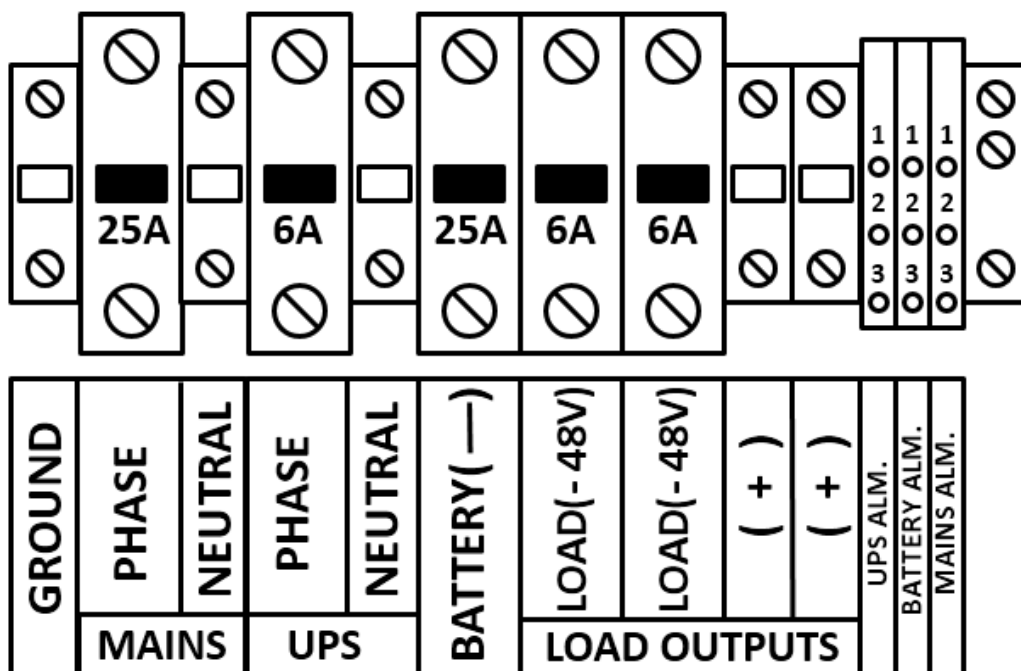 1 1 1
2 2 2
25A 6A 25A 6A 6A
3 3 3
GROUND
PHASE
NEUTRAL
MAINS
PHASE
NEUTRAL
UPS
BATTERY(—)
LOAD(- 48V)
LOAD(- 48V)
( + )
( + )
LOAD OUTPUTS
UPS ALM.
BATTERY ALM.
MAINS ALM.